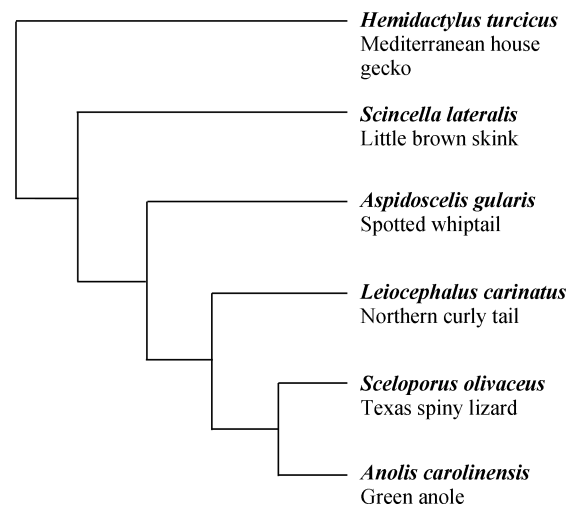 Hemidactylus turcicus
Mediterranean house
gecko
Scincella lateralis
Little brown skink
Aspidoscelis gularis
Spotted whiptail
Leiocephalus carinatus
Northern curly tail
Sceloporus olivaceus
Texas spiny lizard
Anolis carolinensis
Green anole